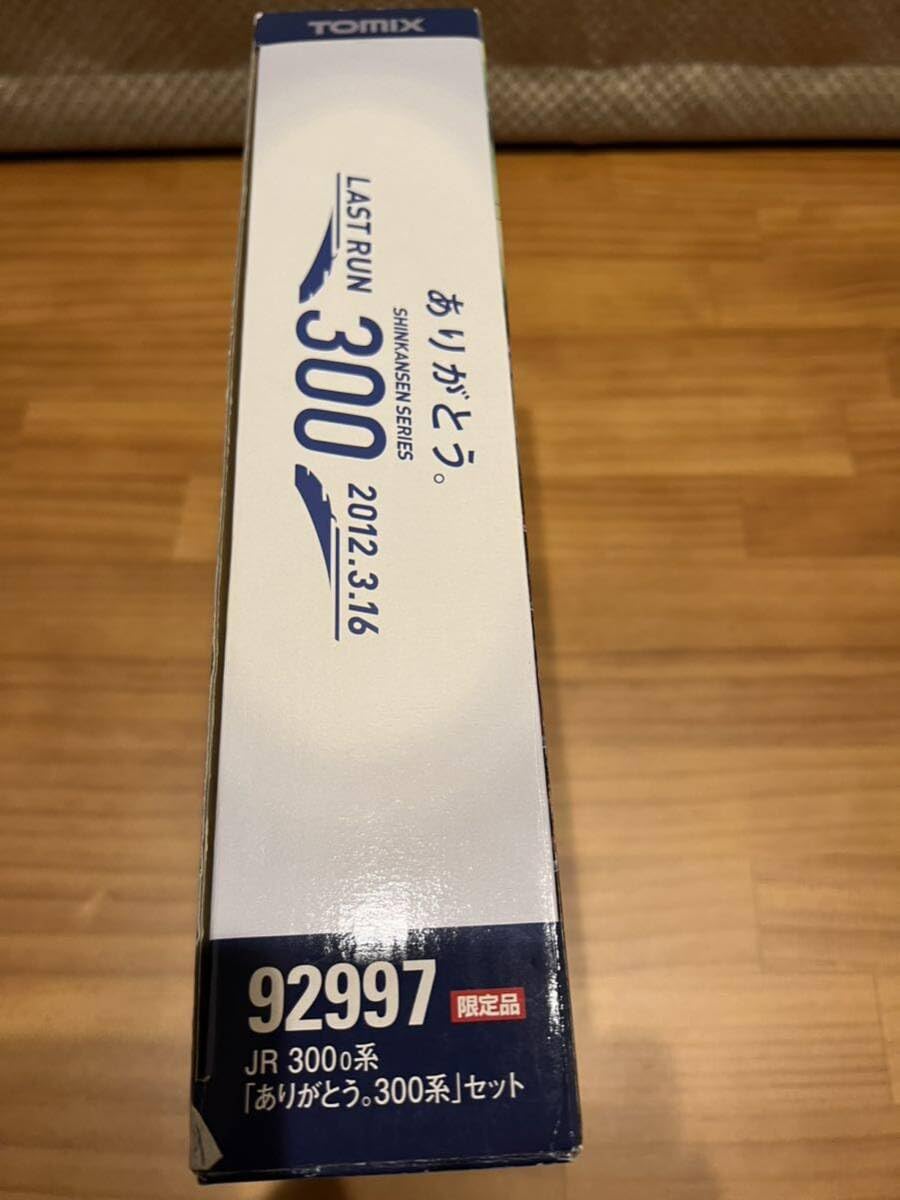 TOMIX
ありがとう。
SHINKANSEN SERIES
LAST RUN 300 2012.3.16
92997 限定品
JR 3000系
「ありがとう。300系」セット